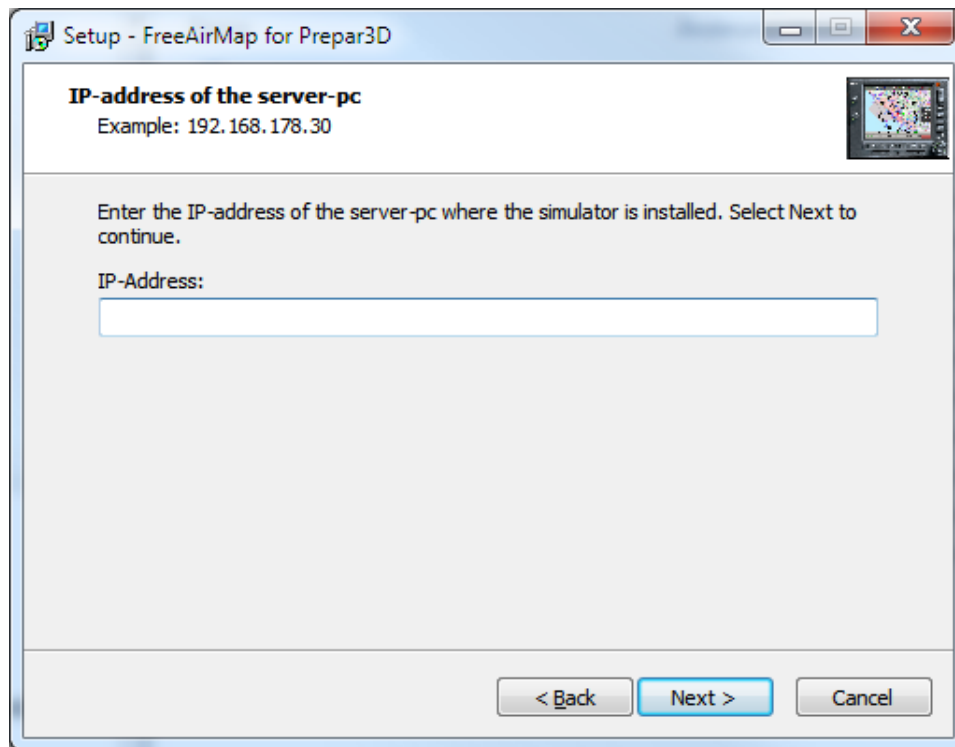 Setup - FreeAirMap for Prepar3D
IP-address of the server-pc
Example: 192.168.178.30
Enter the IP-address of the server-pc where the simulator is installed. Select Next to
continue.
IP-Address:
< Back
Next >
Cancel